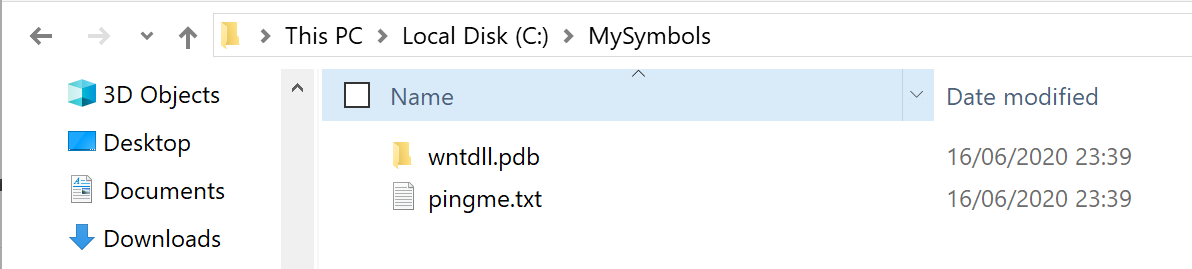 This PC > Local Disk (C:) > MySymbols
3D Objects
Desktop
Documents
Downloads
Name Date modified
wntdll.pdb 16/06/2020 23:39
pingme.txt 16/06/2020 23:39